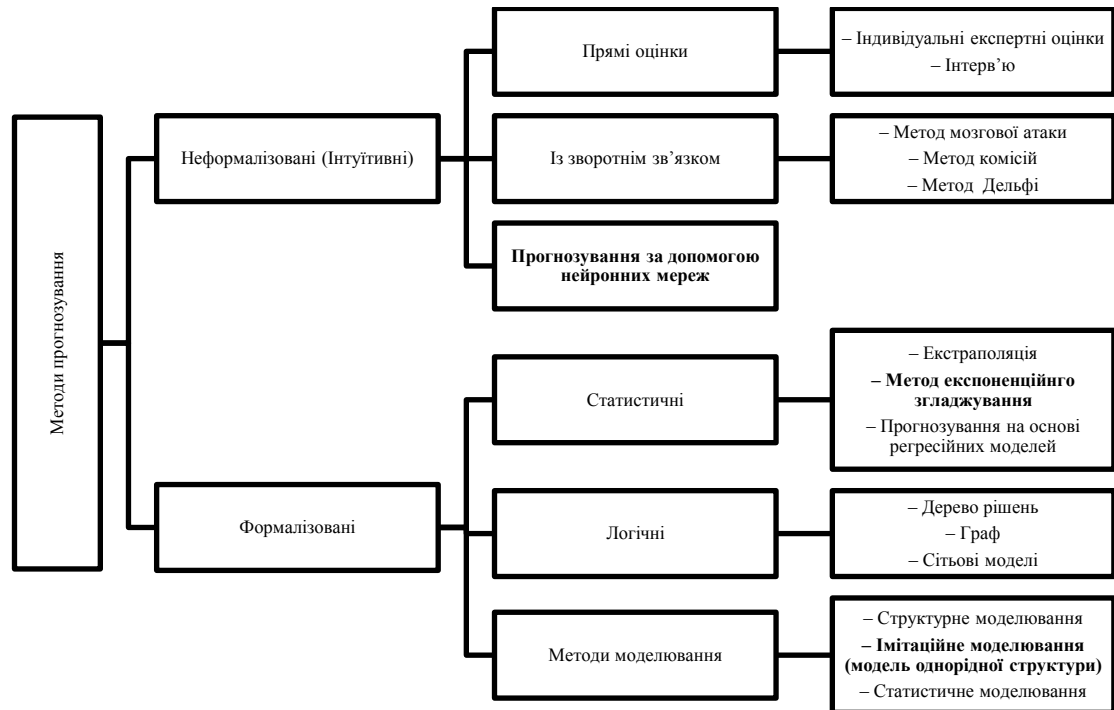 Методи прогнозування
Неформалізовані (Інтуїтивні)
Прямі оцінки
– Індивідуальні експертні оцінки
– Інтерв’ю
Із зворотнім зв’язком
– Метод мозгової атаки
– Метод комісій
– Метод Дельфі
Прогнозування за допомогою
нейронних мереж
Формалізовані
Статистичні
– Екстраполяція
– Метод експоненційнго
згладжування
– Прогнозування на основі
регресійних моделей
Логічні
– Дерево рішень
– Граф
– Сітьові моделі
Методи моделювання
– Структурне моделювання
– Імітаційне моделювання
(модель однорідної структури)
– Статистичне моделювання